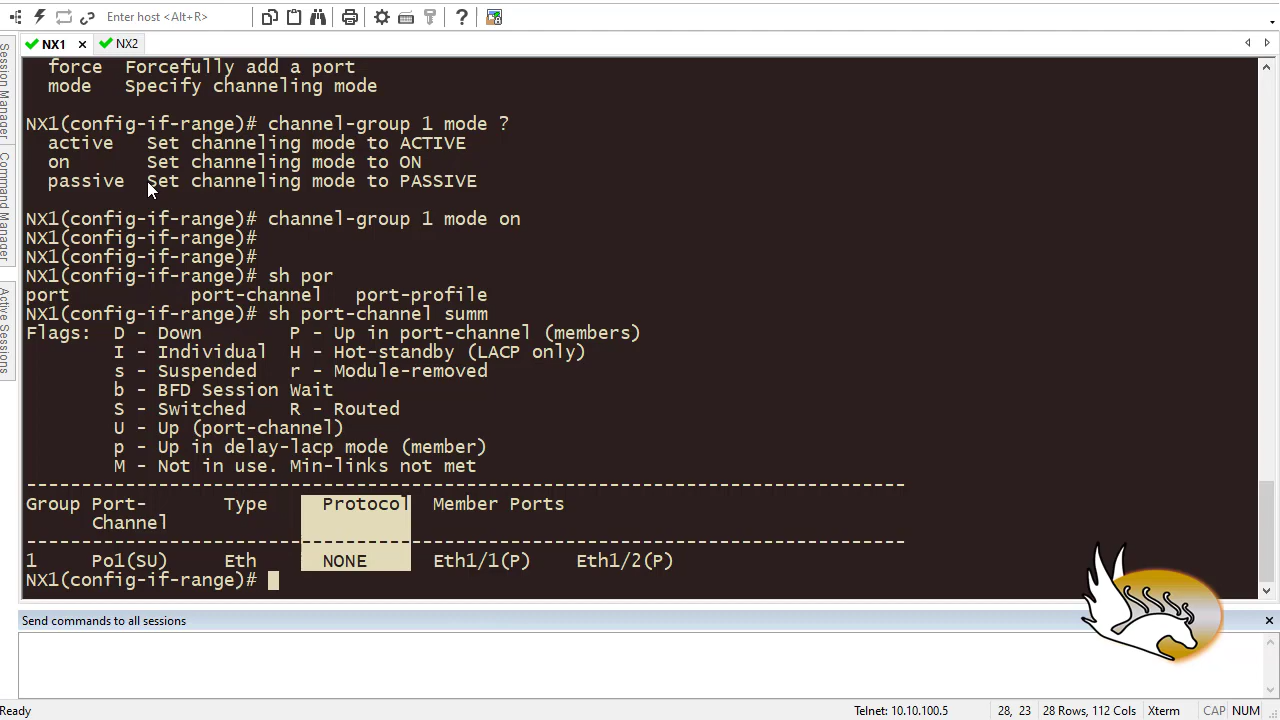 Enter host <Alt+R>
NX1
NX2
Session Manager
Command Manager
Active Sessions
force  Forcefully add a port
mode   Specify channeling mode
NX1(config-if-range)# channel-group 1 mode ?
active   Set channeling mode to ACTIVE
on       Set channeling mode to ON
passive  Set channeling mode to PASSIVE
NX1(config-if-range)# channel-group 1 mode on
NX1(config-if-range)#
NX1(config-if-range)#
NX1(config-if-range)# sh por
port           port-channel   port-profile
NX1(config-if-range)# sh port-channel summ
Flags:  D - Down        P - Up in port-channel (members)
I - Individual  H - Hot-standby (LACP only)
s - Suspended   r - Module-removed
b - BFD Session Wait
S - Switched    R - Routed
U - Up (port-channel)
p - Up in delay-lacp mode (member)
M - Not in use. Min-links not met
--------------------------------------------------------------------------------
Group Port-       Type     Protocol  Member Ports
Channel
--------------------------------------------------------------------------------
1     Po1(SU)     Eth      NONE      Eth1/1(P)    Eth1/2(P)
NX1(config-if-range)#
Send commands to all sessions
Ready
Telnet: 10.10.100.5
28, 23
28 Rows, 112 Cols
Xterm
CAP
NUM